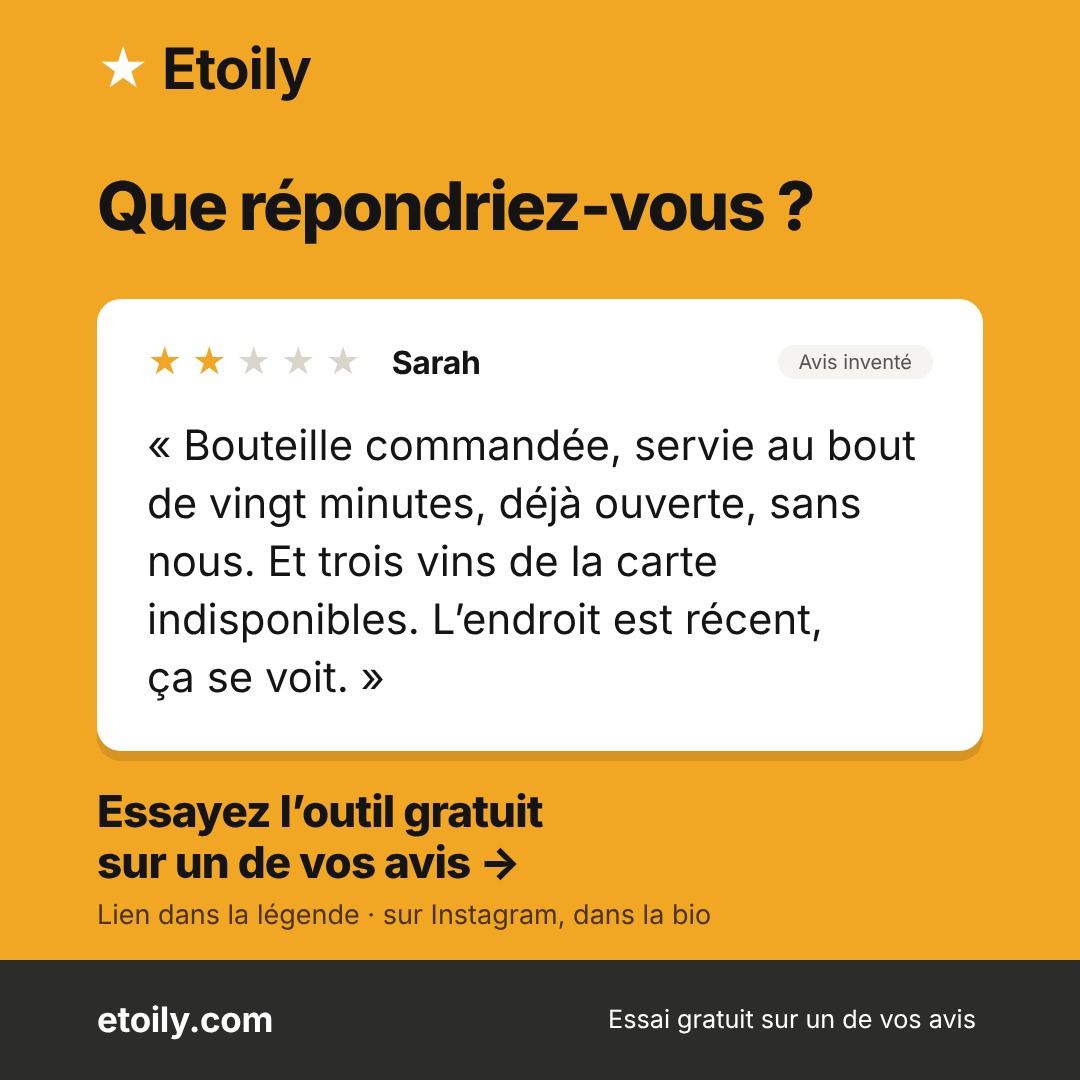 ★ Etoily
Que répondriez-vous ?
★ ★ ★ ★ ★ Sarah
Avis inventé
« Bouteille commandée, servie au bout
de vingt minutes, déjà ouverte, sans
nous. Et trois vins de la carte
indisponibles. L’endroit est récent,
ça se voit. »
Essayez l’outil gratuit
sur un de vos avis →
Lien dans la légende · sur Instagram, dans la bio
etoily.com
Essai gratuit sur un de vos avis